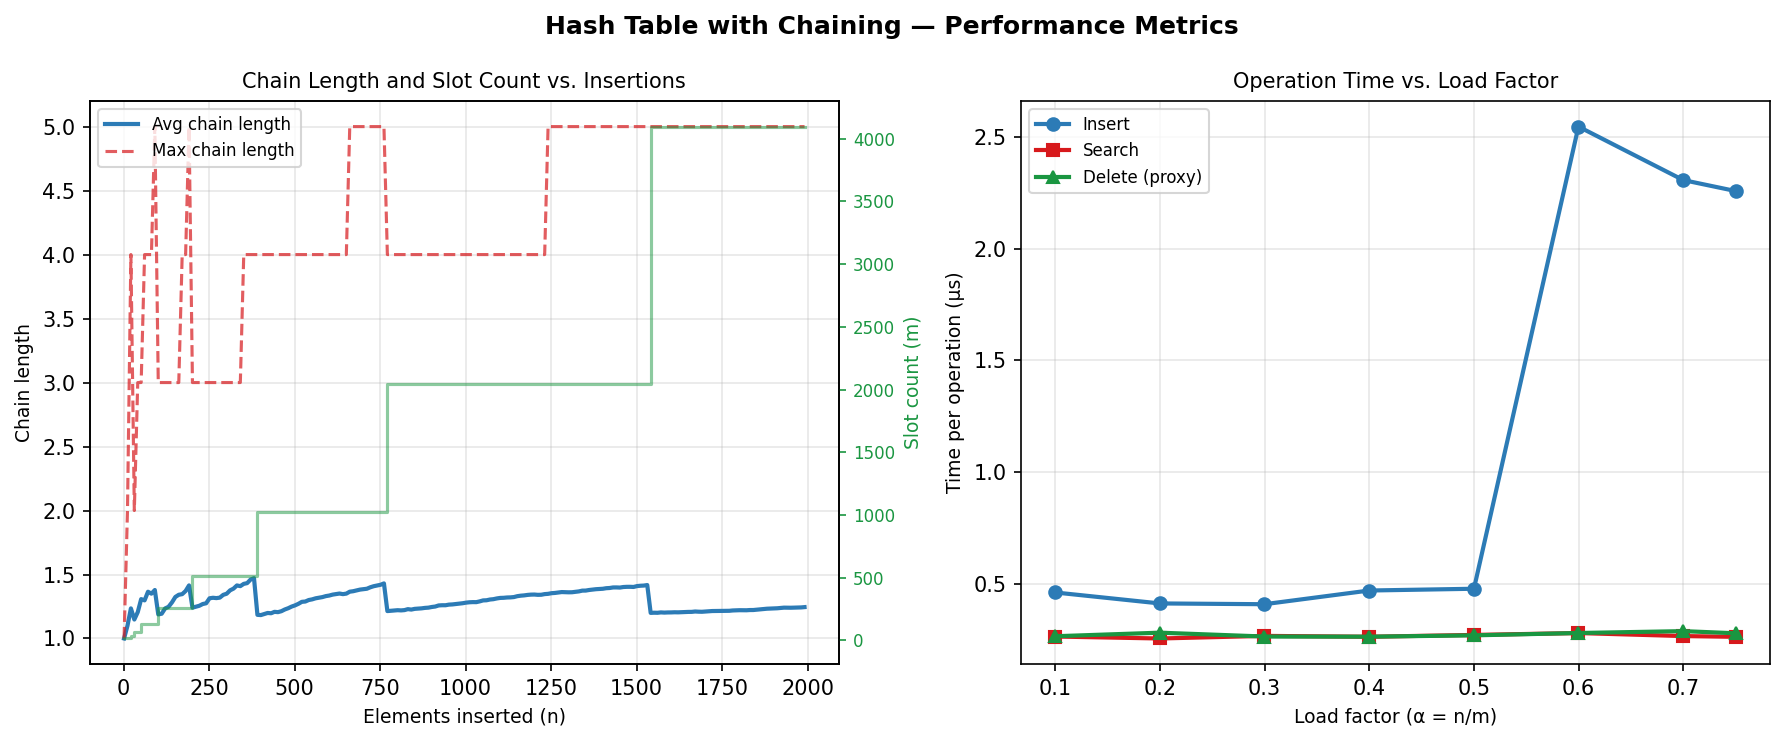 Hash Table with Chaining — Performance Metrics
Chain Length and Slot Count vs. Insertions
Avg chain length
Max chain length
5.0
4.5
4.0
3.5
3.0
2.5
2.0
1.5
1.0
Chain length
4000
3500
3000
2500
2000
1500
1000
500
0
Slot count (m)
0 250 500 750 1000 1250 1500 1750 2000
Elements inserted (n)
Operation Time vs. Load Factor
Insert
Search
Delete (proxy)
2.5
2.0
1.5
1.0
0.5
Time per operation (µs)
0.1 0.2 0.3 0.4 0.5 0.6 0.7
Load factor (α = n/m)